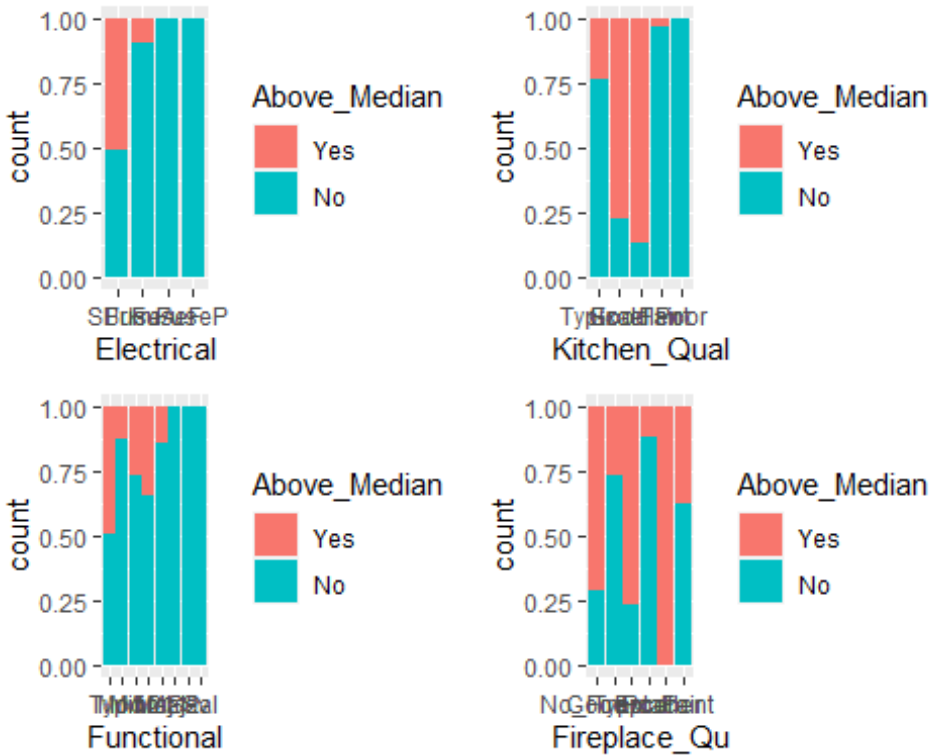 1.00
0.75
0.50
0.25
0.00
count
Electrical
Above_Median
Yes
No
1.00
0.75
0.50
0.25
0.00
count
Kitchen_Qual
Above_Median
Yes
No
1.00
0.75
0.50
0.25
0.00
count
Functional
Above_Median
Yes
No
1.00
0.75
0.50
0.25
0.00
count
Fireplace_Qu
Above_Median
Yes
No